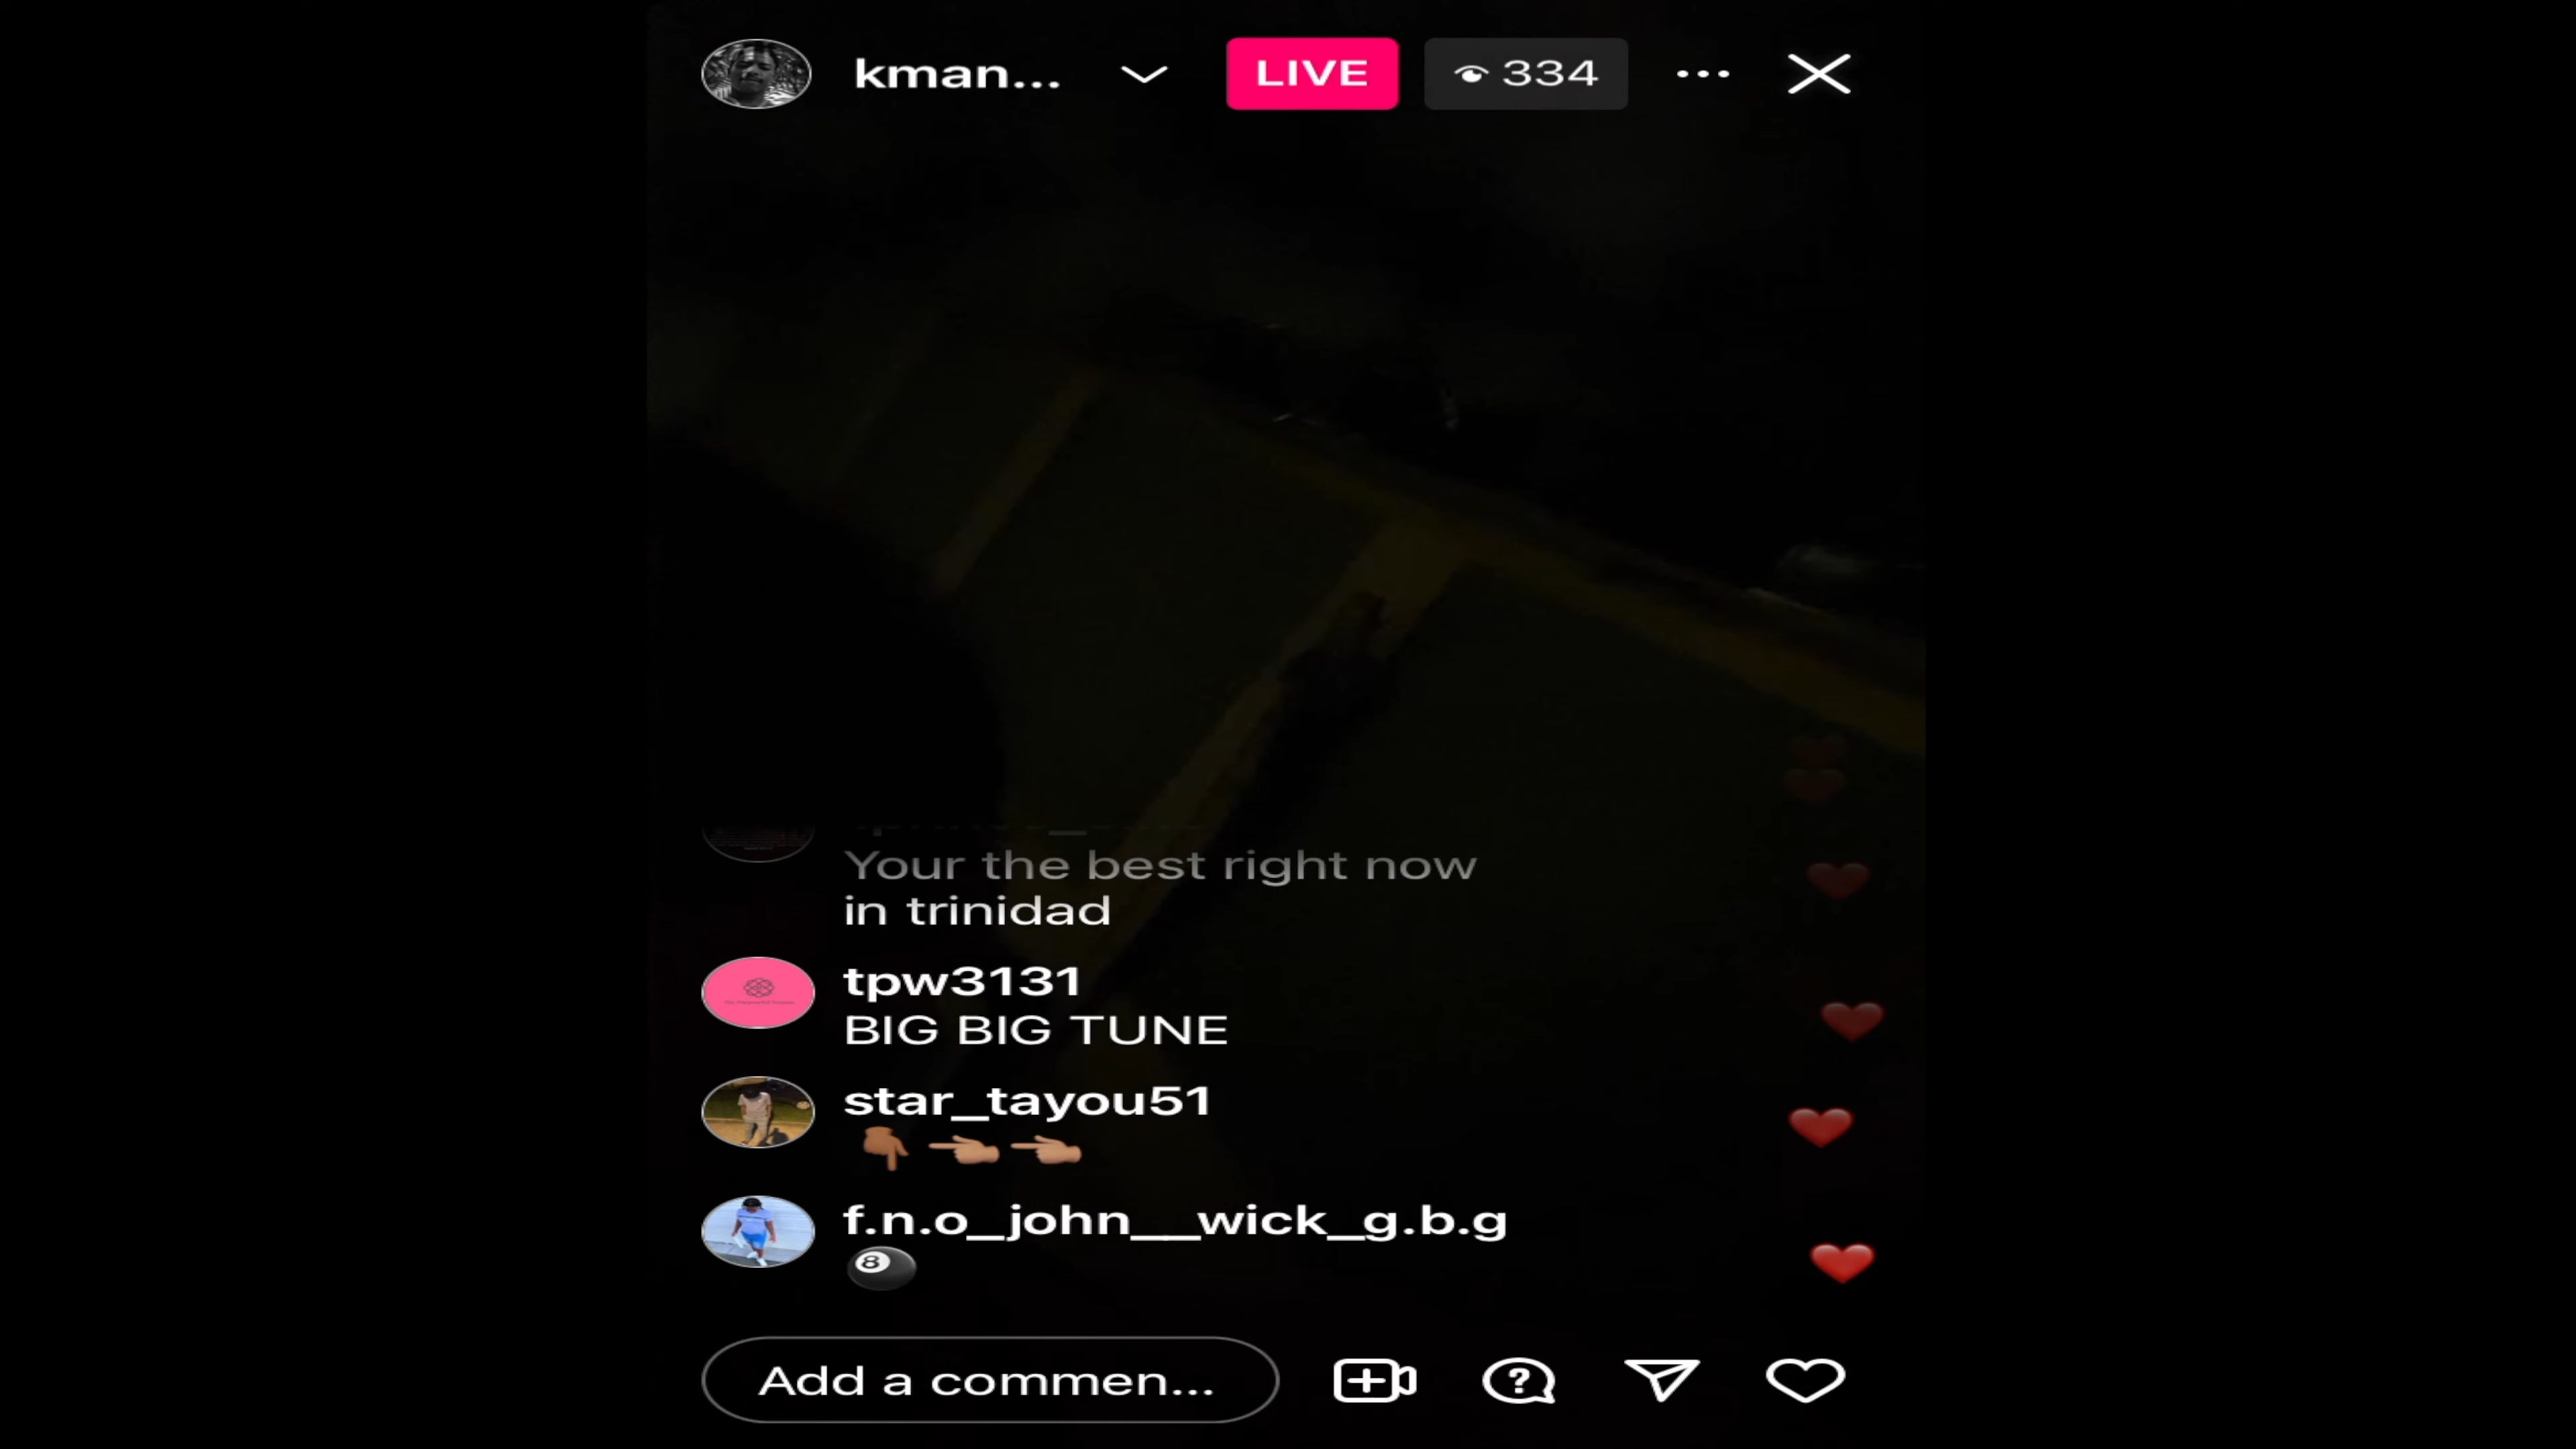 kman...
LIVE
334
Your the best right now
in trinidad
tpw3131
BIG BIG TUNE
star_tayou51
👇🏽👈🏼👈🏼
f.n.o_john__wick_g.b.g
🎱
Add a commen...